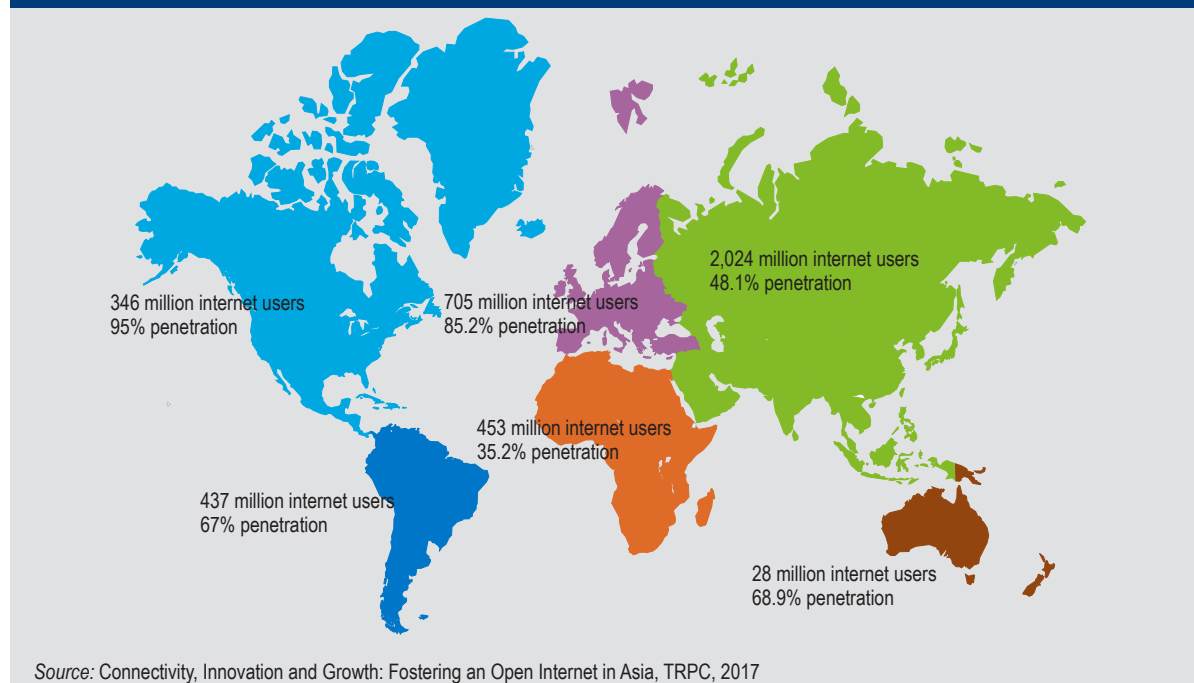 2,024 million internet users
48.1% penetration
346 million internet users
95% penetration
705 million internet users
85.2% penetration
453 million internet users
35.2% penetration
437 million internet users
67% penetration
28 million internet users
68.9% penetration
Source: Connectivity, Innovation and Growth: Fostering an Open Internet in Asia, TRPC, 2017